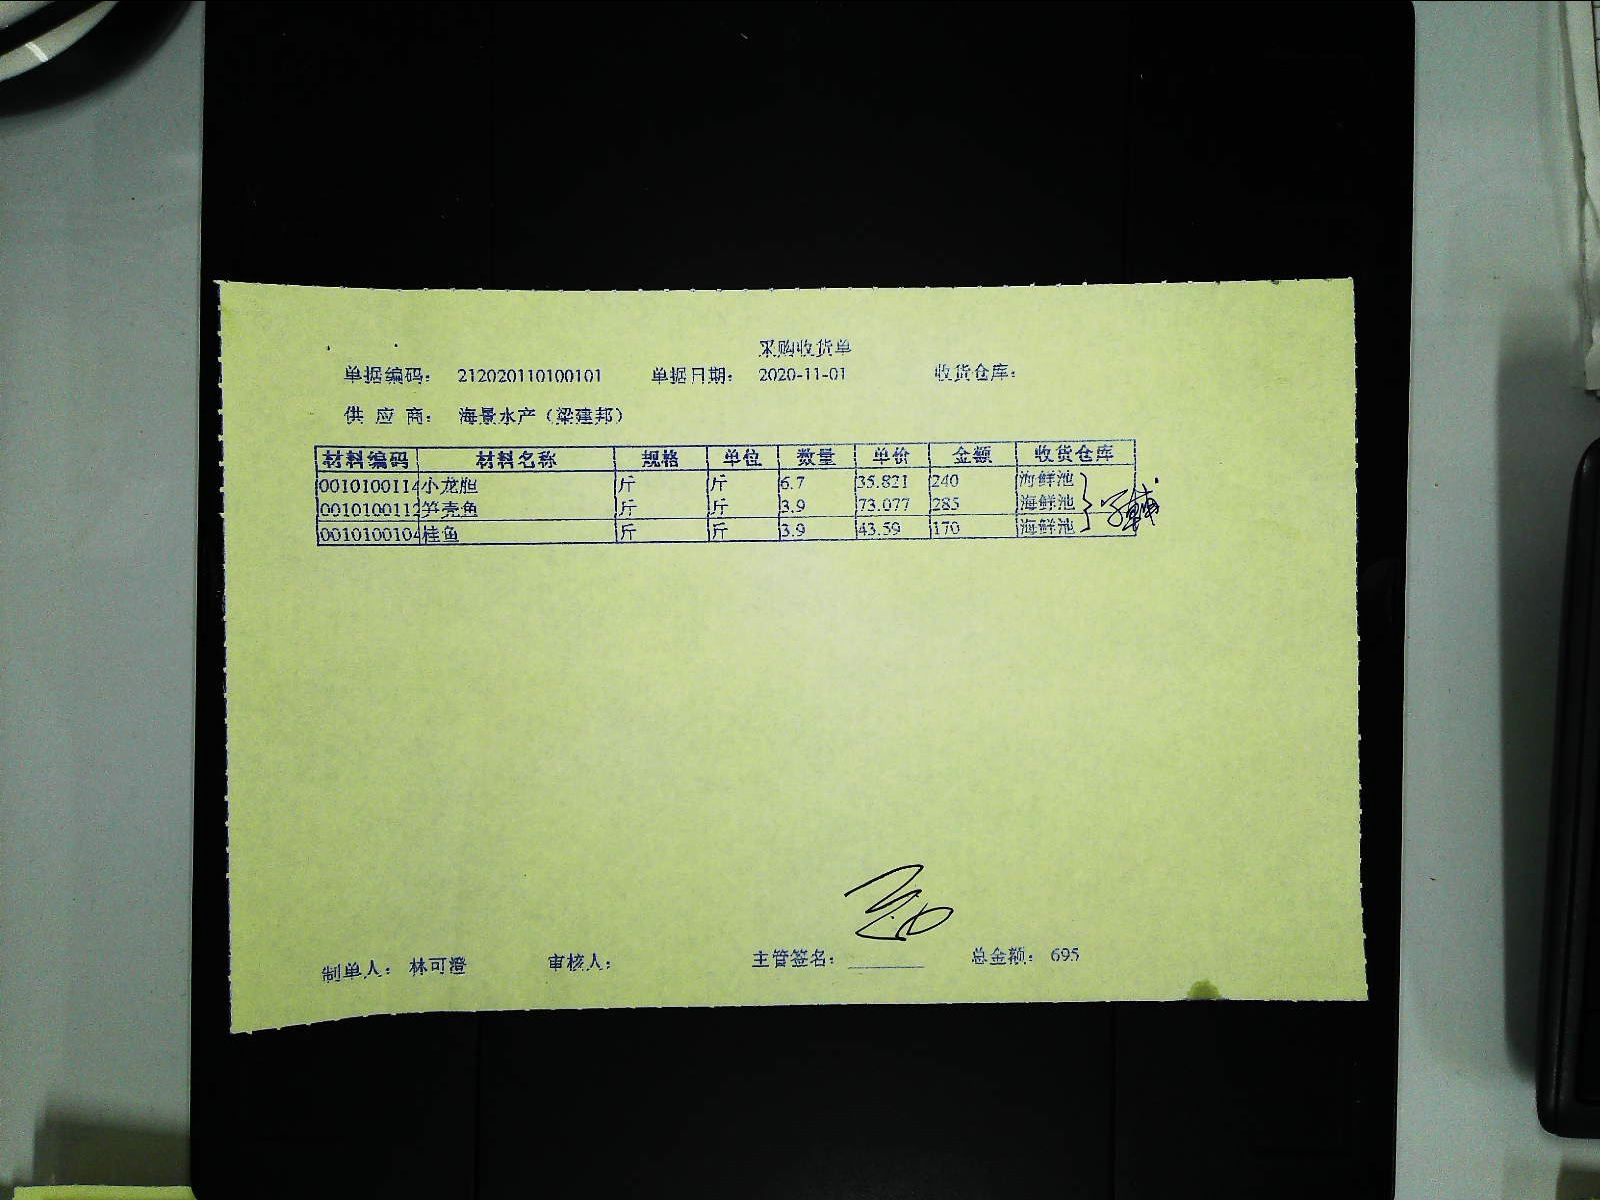 采购收货单
单据编码: 212020110100101 单据日期: 2020-11-01 收货仓库:
供 应 商: 海景水产（梁建邦）
材料编码 材料名称 规格 单位 数量 单价 金额 收货仓库
0010100114 小龙胆 斤 斤 6.7 35.821 240 海鲜池
0010100112 笋壳鱼 斤 斤 3.9 73.077 285 海鲜池
0010100104 桂鱼 斤 斤 3.9 43.59 170 海鲜池
制单人: 林可澄 审核人: 主管签名: 总金额: 695